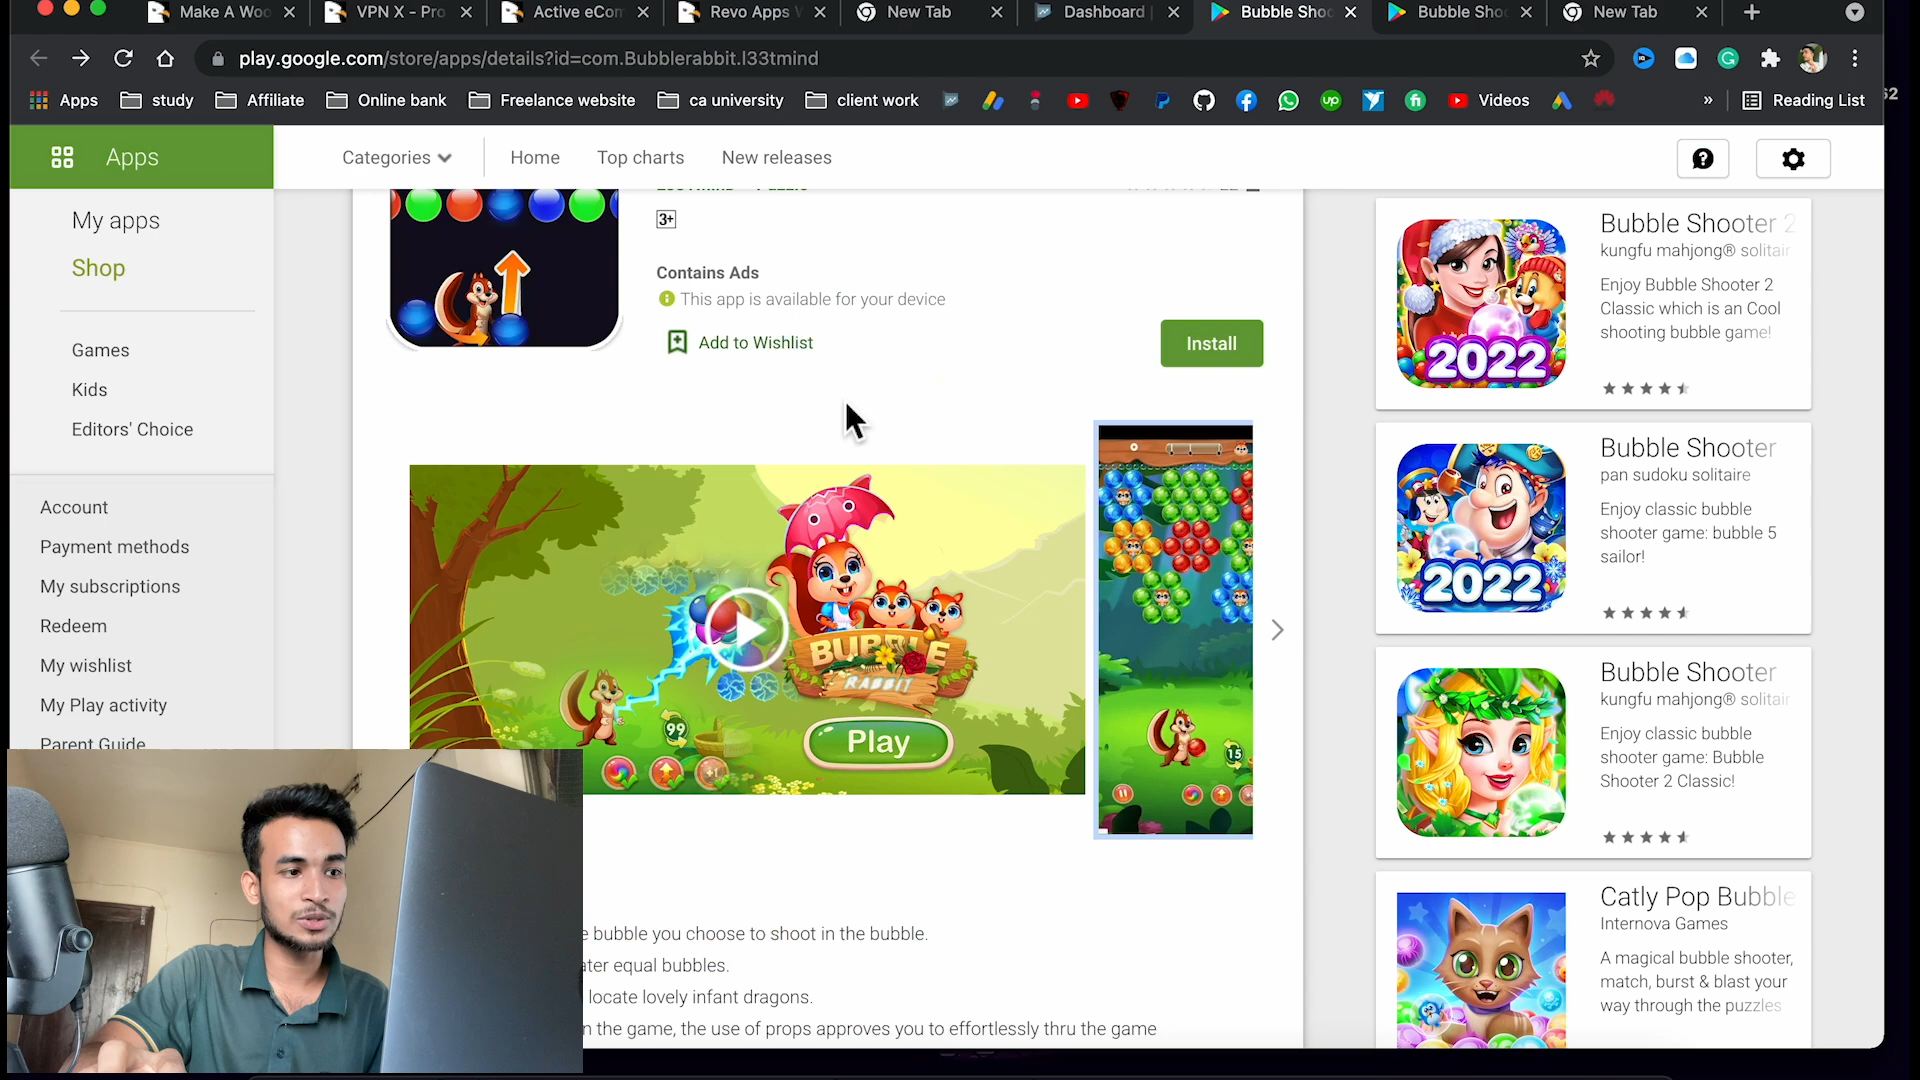 Make A Woo
VPN X - Pro
Active eCom
Revo Apps W
New Tab
Dashboard |
Bubble Shoo
Bubble Shoo
New Tab
play.google.com/store/apps/details?id=com.Bubblerabbit.l33tmind
Apps
study
Affiliate
Online bank
Freelance website
ca university
client work
Videos
»
Reading List
62
Apps
Categories
Home
Top charts
New releases
My apps
Shop
Games
Kids
Editors' Choice
Account
Payment methods
My subscriptions
Redeem
My wishlist
My Play activity
Parent Guide
3+
Contains Ads
This app is available for your device
Add to Wishlist
Install
BUBBLE
RABBIT
99
Play
15
e bubble you choose to shoot in the bubble.
ater equal bubbles.
locate lovely infant dragons.
n the game, the use of props approves you to effortlessly thru the game
Bubble Shooter 2
kungfu mahjong® solitair
Enjoy Bubble Shooter 2
Classic which is an Cool
shooting bubble game!
2022
Bubble Shooter
pan sudoku solitaire
Enjoy classic bubble
shooter game: bubble 5
sailor!
2022
Bubble Shooter
kungfu mahjong® solitair
Enjoy classic bubble
shooter game: Bubble
Shooter 2 Classic!
Catly Pop Bubble
Internova Games
A magical bubble shooter,
match, burst & blast your
way through the puzzles